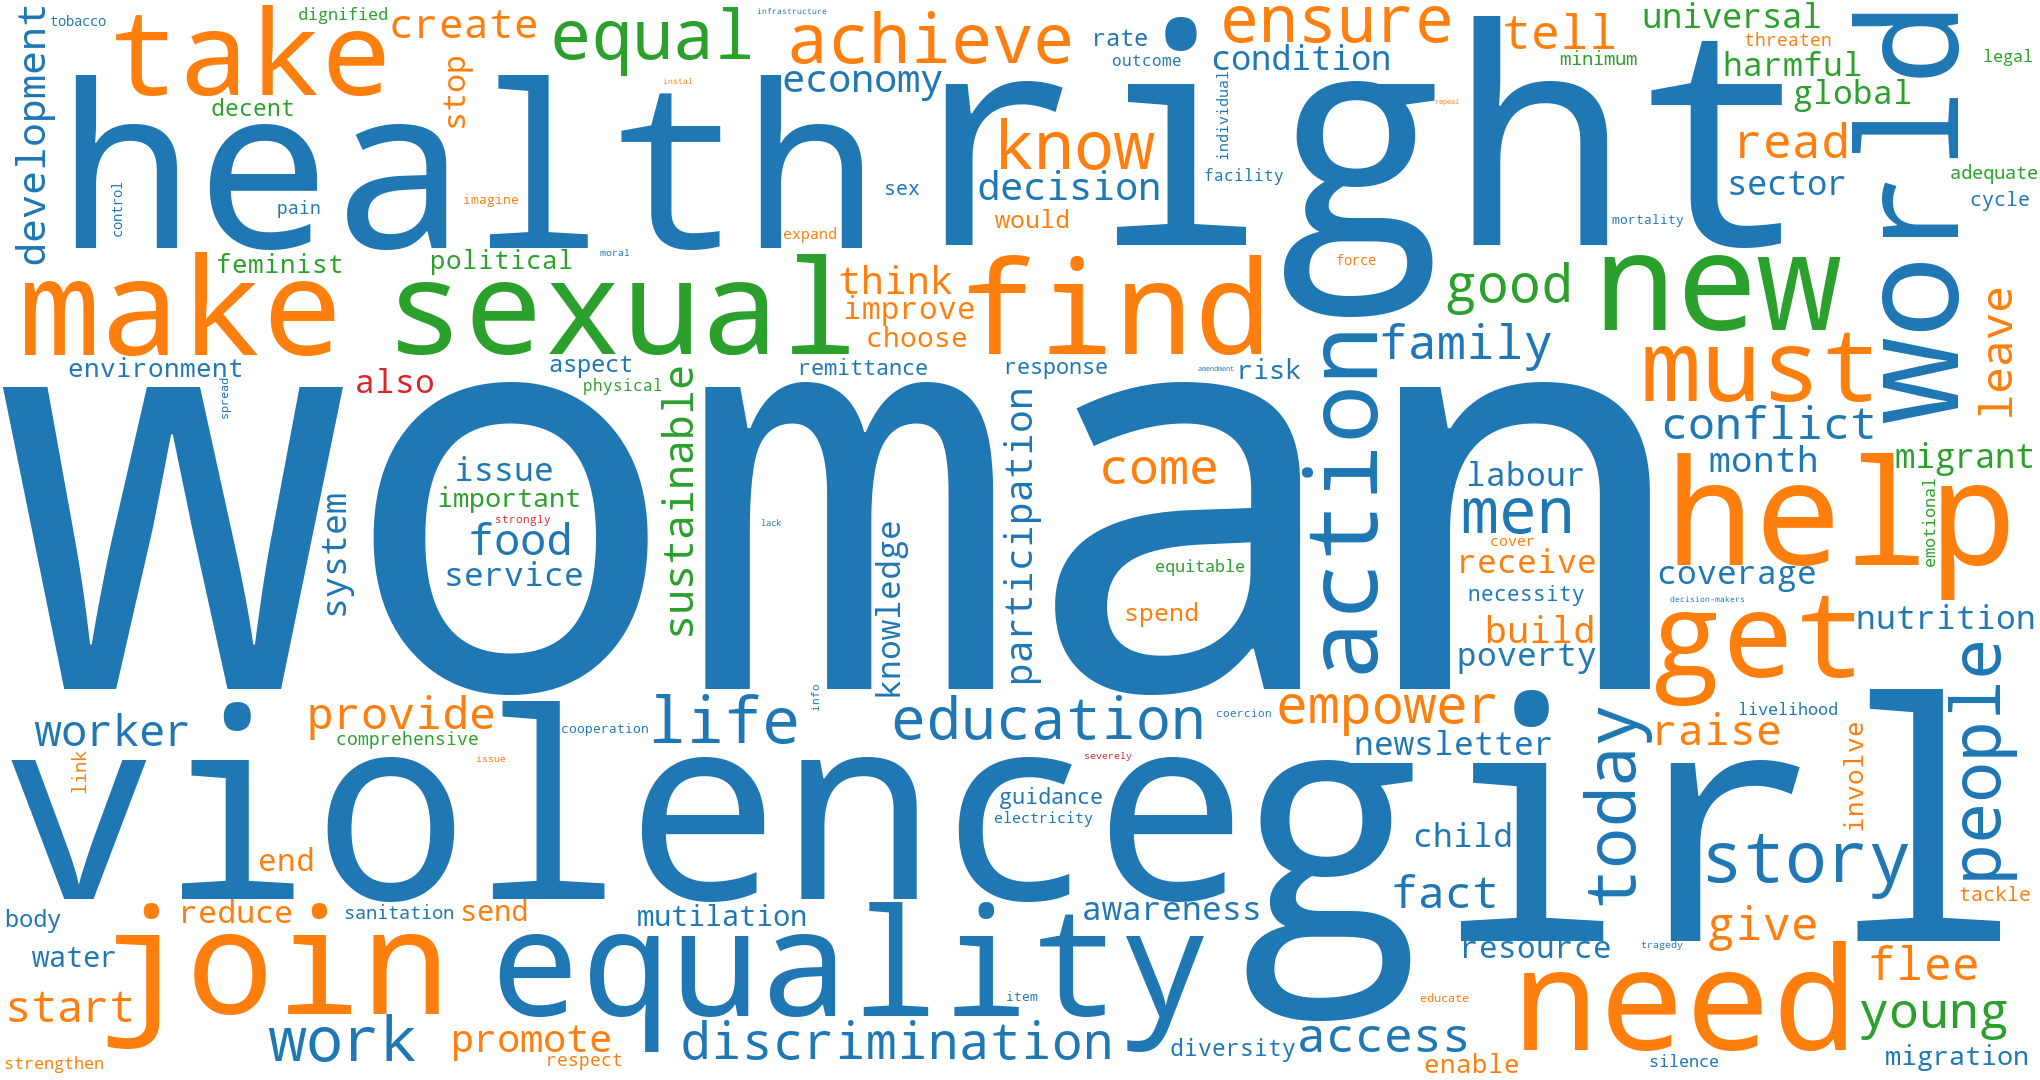 tobacco
dignified
create
equal
infrastructure
achieve
ensure
tell
universal
world
development
take
stop
decent
health
instal
economy
rate
outcome
condition
right
minimum
threaten
harmful
global
legal
repeal
individual
know
decision
read
sector
adequate
cycle
control
pain
imagine
sex
facility
would
mortality
expand
feminist
political
moral
force
make
sexual
think
improve
choose
find
good
new
family
must
leave
environment
aspect
remittance
response
amendment
risk
action
spread
also
physical
sustainable
woman
participation
conflict
month
migrant
issue
important
strongly
food
service
system
lack
knowledge
come
equitable
spend
labour
men
cover
receive
necessity
build
poverty
help
emotional
coverage
decision-makers
get
nutrition
people
worker
provide
comprehensive
cooperation
life
info
education
coercion
empower
newsletter
today
raise
livelihood
involve
link
issue
violence
severely
guidance
electricity
girl
child
fact
story
tackle
end
body
reduce
sanitation
send
mutilation
awareness
resource
tragedy
give
flee
water
start
join
equality
item
educate
need
young
work
promote
respect
discrimination
diversity
access
enable
silence
migration
strengthen